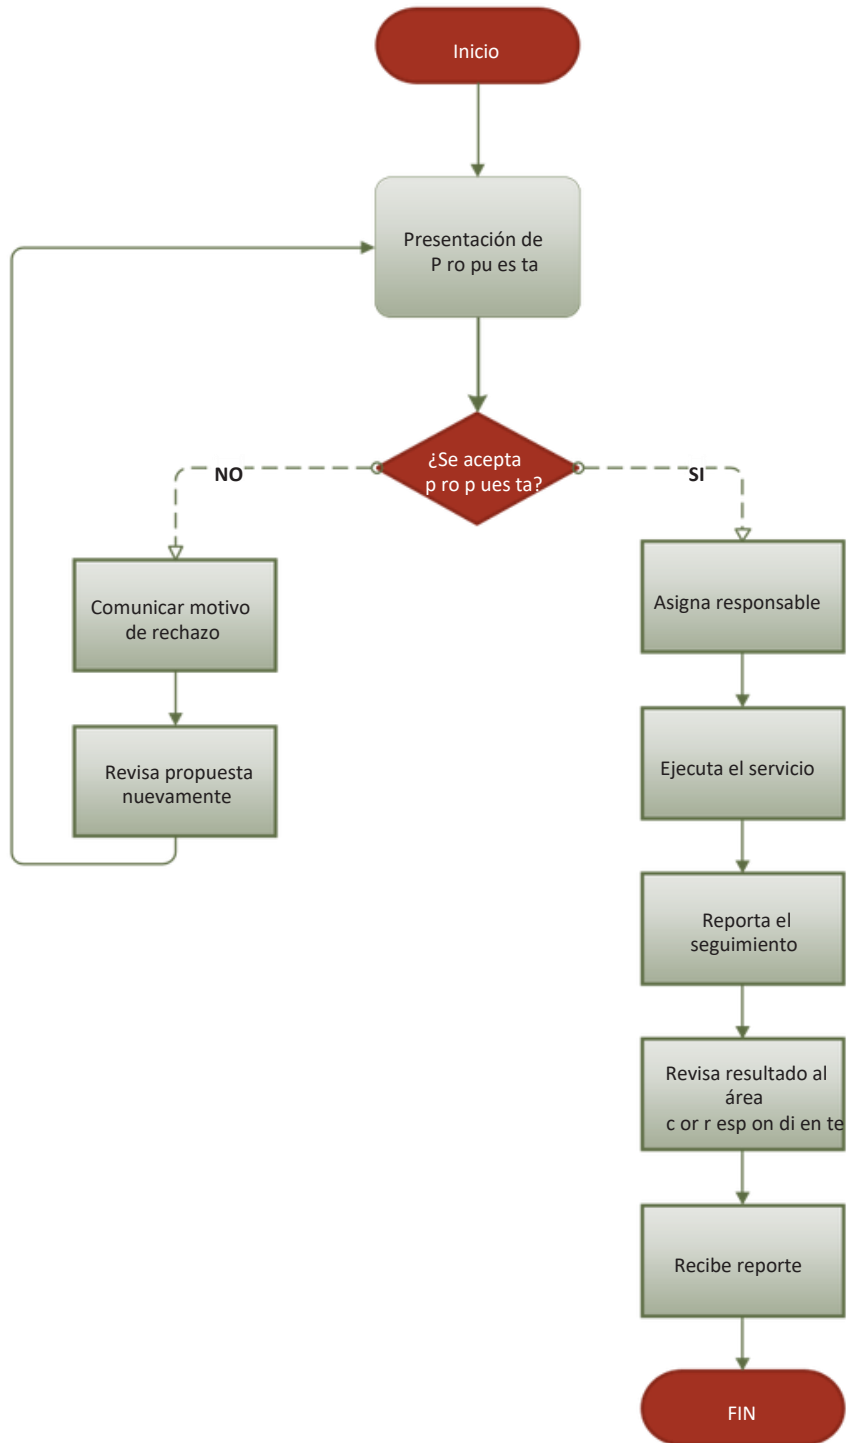 Inicio
Presentación de
P ro pu es ta
¿Se acepta
p ro p ues ta?
NO
SI
Comunicar motivo
de rechazo
Revisa propuesta
nuevamente
Asigna responsable
Ejecuta el servicio
Reporta el
seguimiento
Revisa resultado al
área
c or r esp on di en te
Recibe reporte
FIN